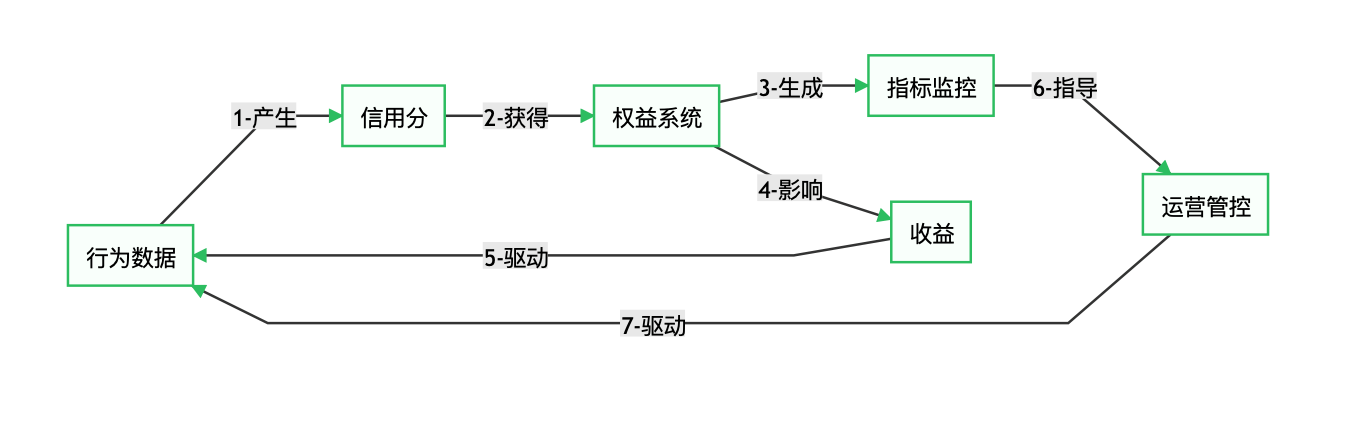 指标监控
3-生成
6-指导
1-产生
信用分
2-获得
权益系统
4-影响
运营管控
收益
行为数据
5-驱动
7-驱动